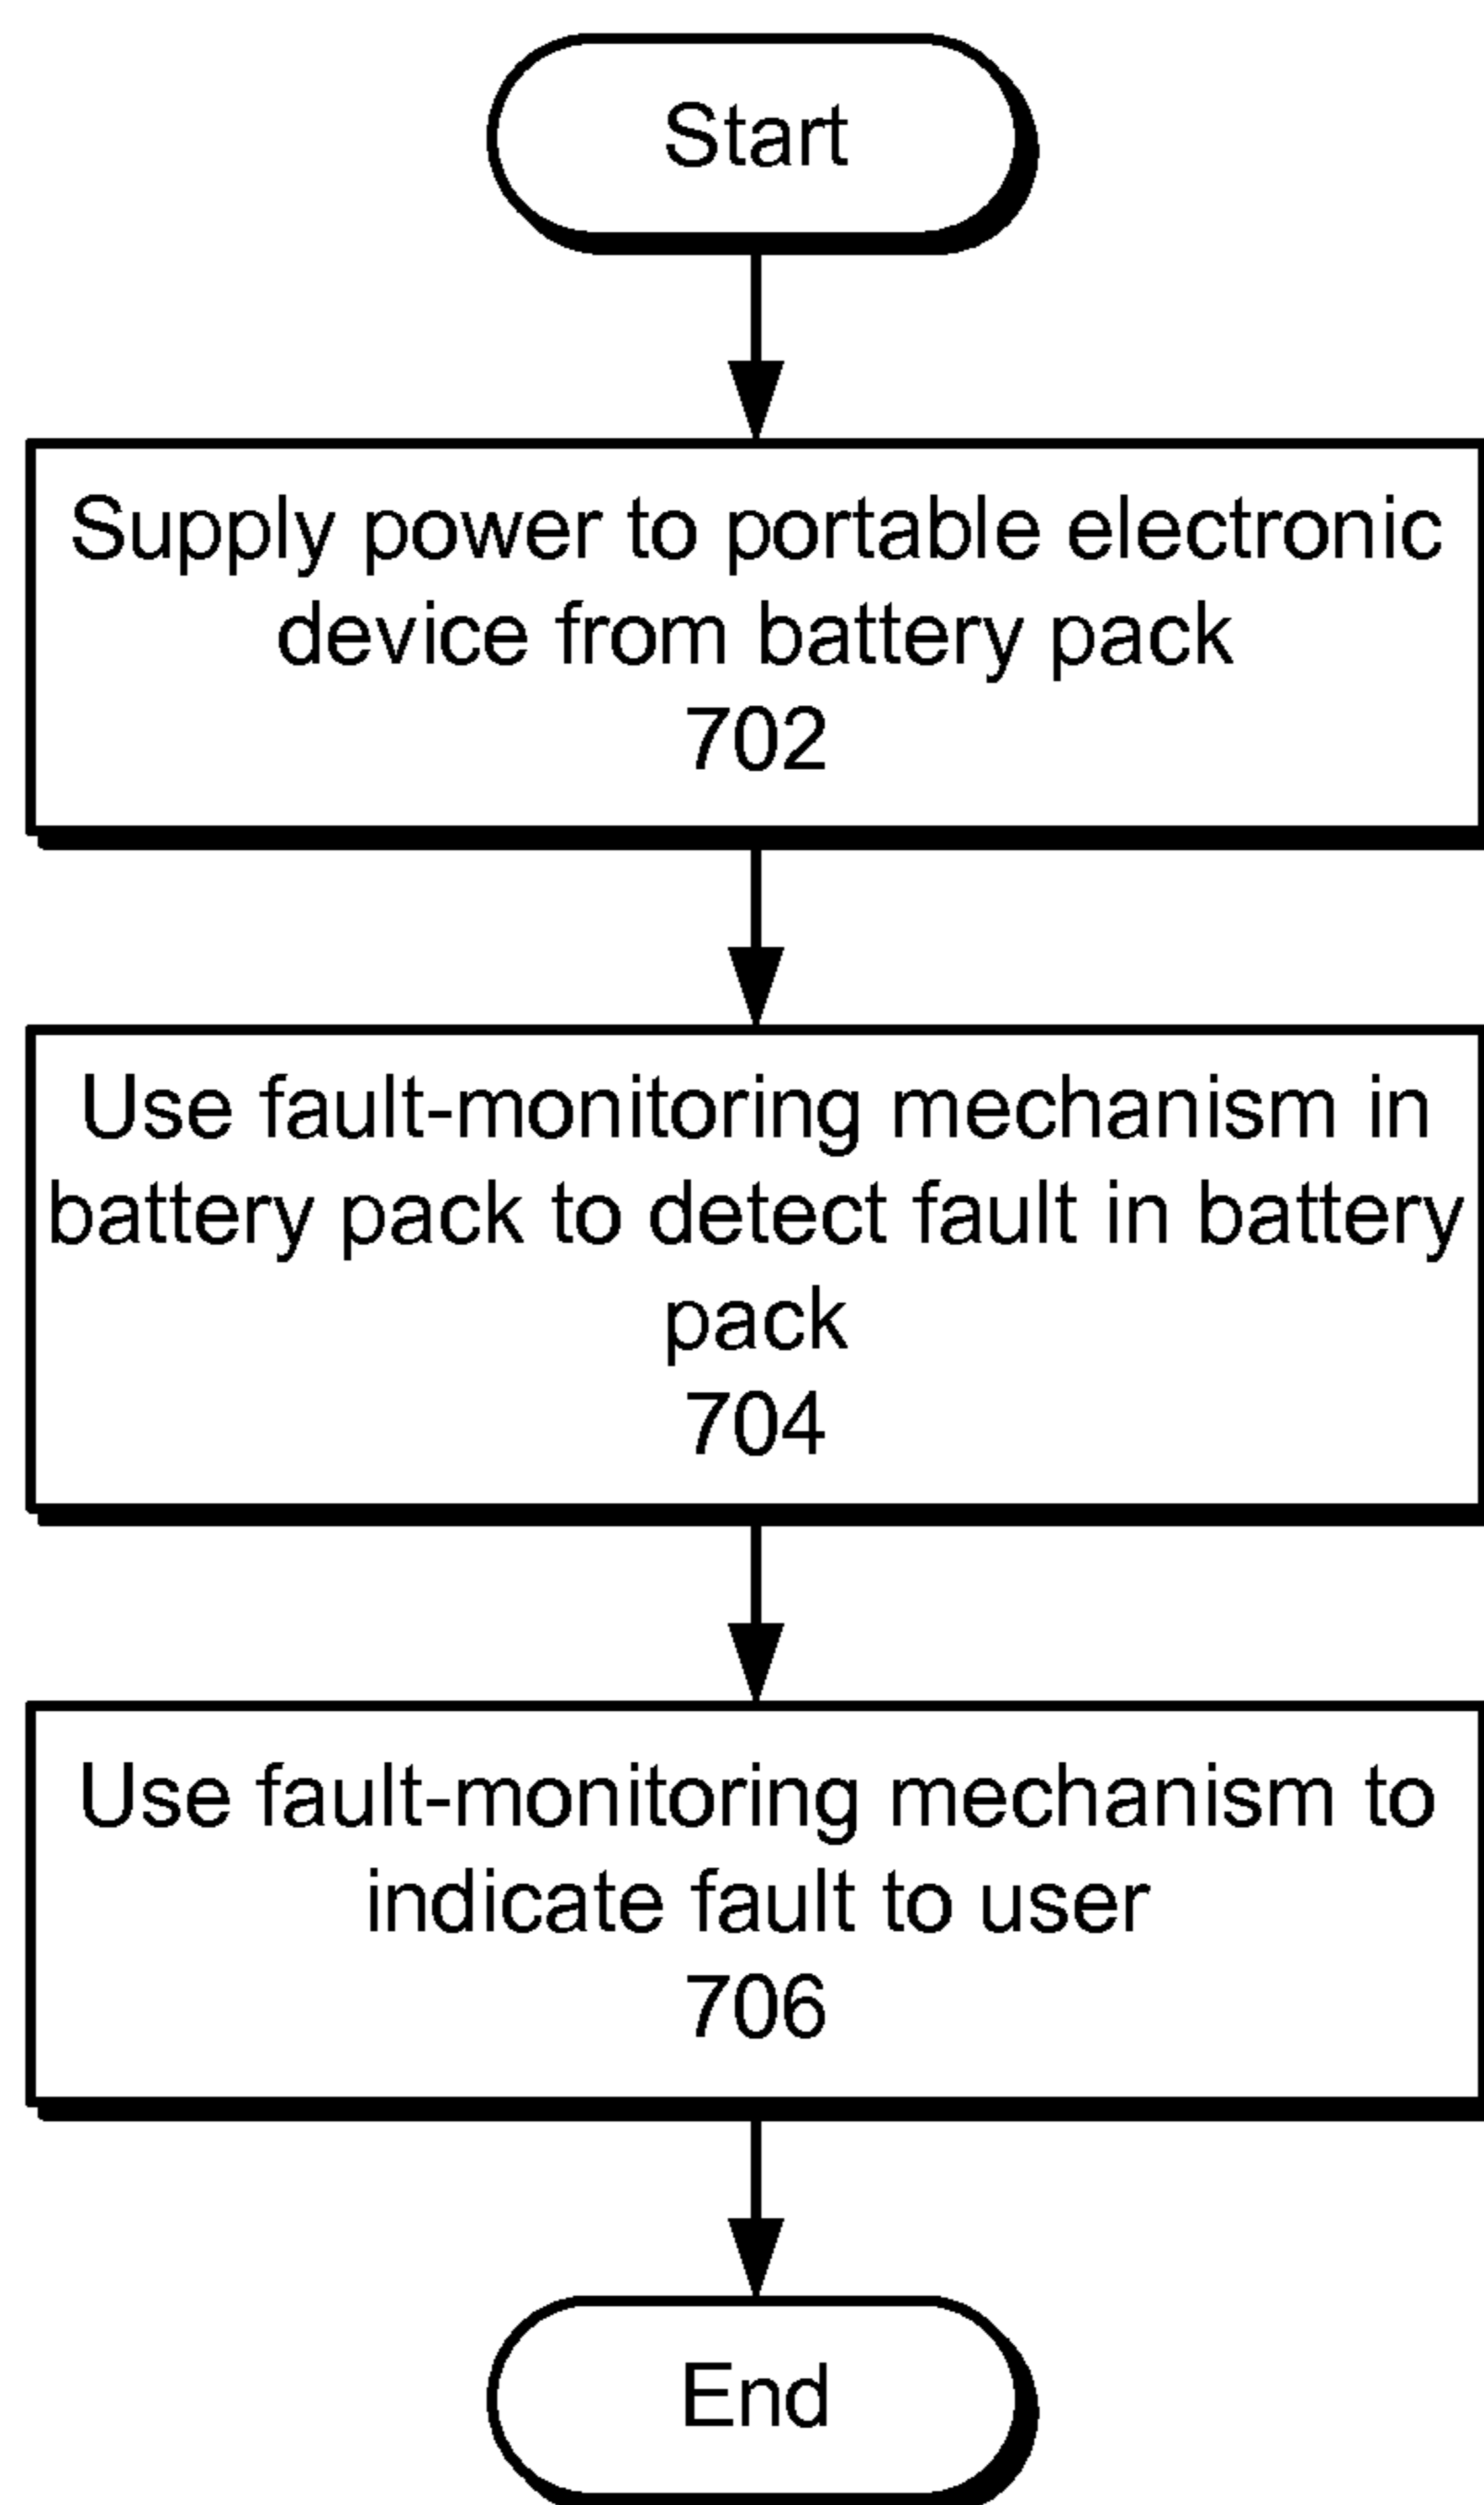 Start
Supply power to portable electronic
device from battery pack
702
Use fault-monitoring mechanism in
battery pack to detect fault in battery
pack
704
Use fault-monitoring mechanism to
indicate fault to user
706
End